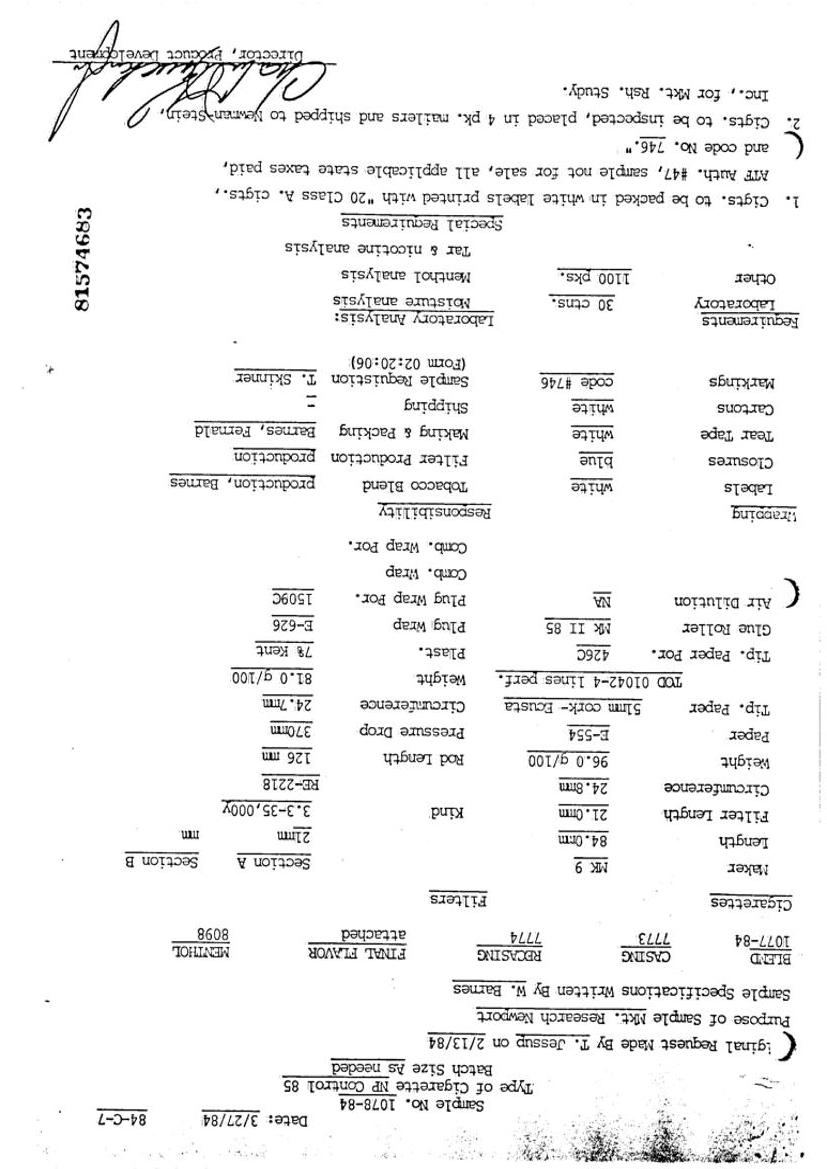 Date: 3/27/84 84-C-7
Sample No. 1078-84
Type of Cigarette NP Control 85
Batch Size As needed
iginal Request Made By T. Jessup on 2/13/84
Purpose of Sample Mkt. Research Newport
Sample Specifications Written By W. Barnes
BLEND CASING RECASING FINAL FLAVOR MENTHOL
1077-84 7773 7774 attached 8098
Cigarettes Filters
Maker MK 9 Section A Section B
Length 84.0mm 21mm mm
Filter Length 21.0mm Kind 3.3-35,000y
Circumference 24.8mm RE-2218
Weight 96.0 g/100 Rod Length 126 mm
Paper E-554 Pressure Drop 370mm
Tip. Paper 51mm cork- Ecusta Circumference 24.7mm
TOD 01042-4 lines perf. Weight 81.0 g/100
Tip. Paper Por. 426C Plast. 7% Kent
Glue Roller Mk II 85 Plug Wrap E-626
Air Dilution NA Plug Wrap Por. 1509C
Comb. Wrap
Comb. Wrap Por.
Wrapping Responsibility
Labels white Tobacco Blend production, Barnes
Closures blue Filter Production production
Tear Tape white Making & Packing Barnes, Fernald
Cartons white Shipping -
Markings code #746 Sample Requistion T. Skinner
(Form 02:20:06)
Requirements Laboratory Analysis:
Laboratory 30 ctns. Moisture analysis
Other 1100 pks. Menthol analysis
Tar & nicotine analysis
Special Requirements
1. Cigts. to be packed in white labels printed with "20 Class A. cigts.,
ATF Auth. #47, sample not for sale, all applicable state taxes paid,
and code No. 746."
2. Cigts. to be inspected, placed in 4 pk. mailers and shipped to Newman-Stein,
Inc., for Mkt. Rsh. Study.
Director, Product Development
81574683